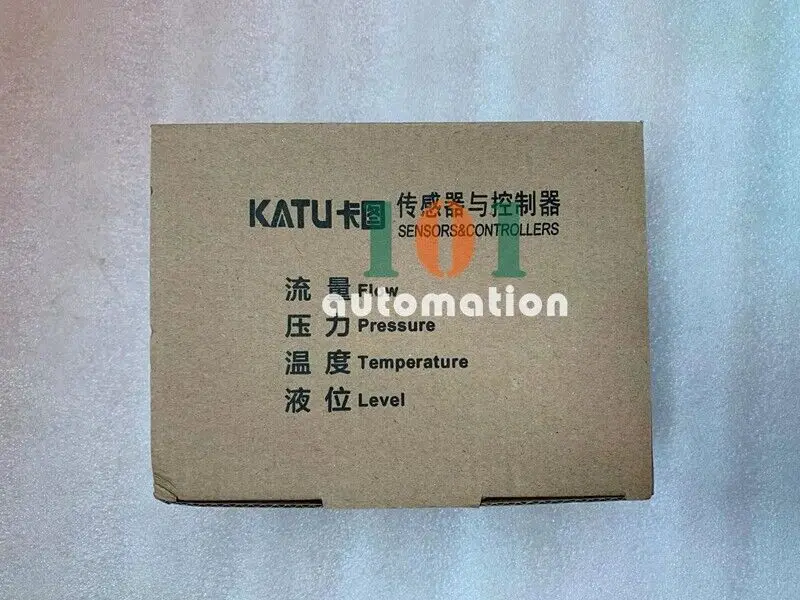 KATU卡图 传感器与控制器
SENSORS&CONTROLLERS
101
流量 Flow
automation
压力 Pressure
温度 Temperature
液位 Level